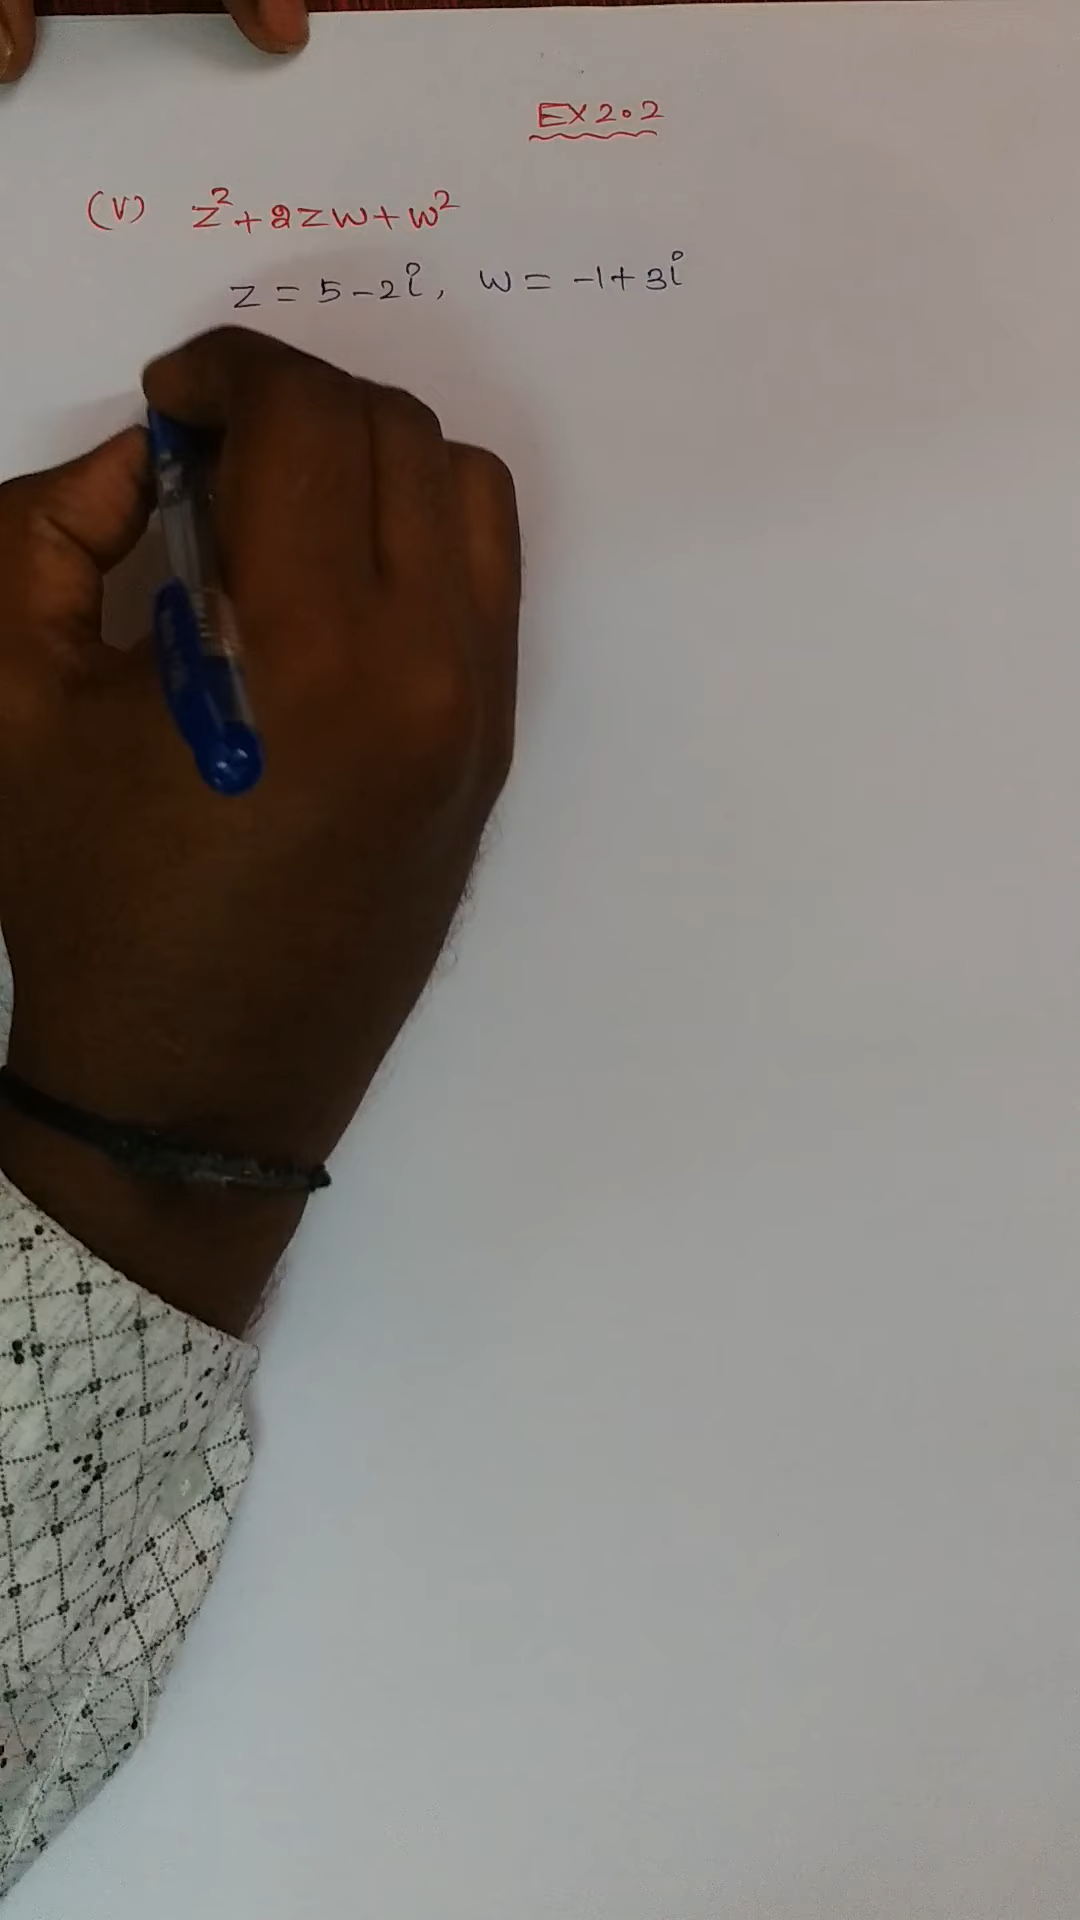 EX 2.2
(V) z²+2zw+w²
z = 5-2i, w = -1+3i